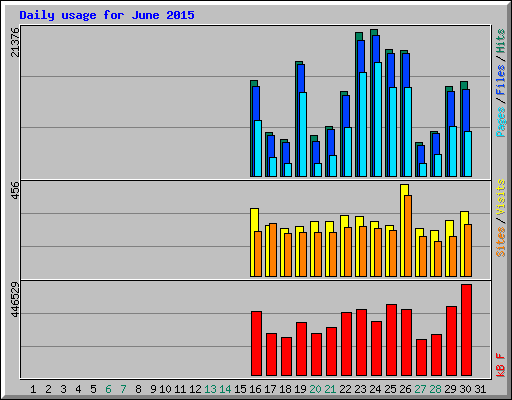 Daily usage for June 2015
21376
Pages / Files / Hits
456
Sites / Visits
446529
kB F
1 2 3 4 5 6 7 8 9 10 11 12 13 14 15 16 17 18 19 20 21 22 23 24 25 26 27 28 29 30 31